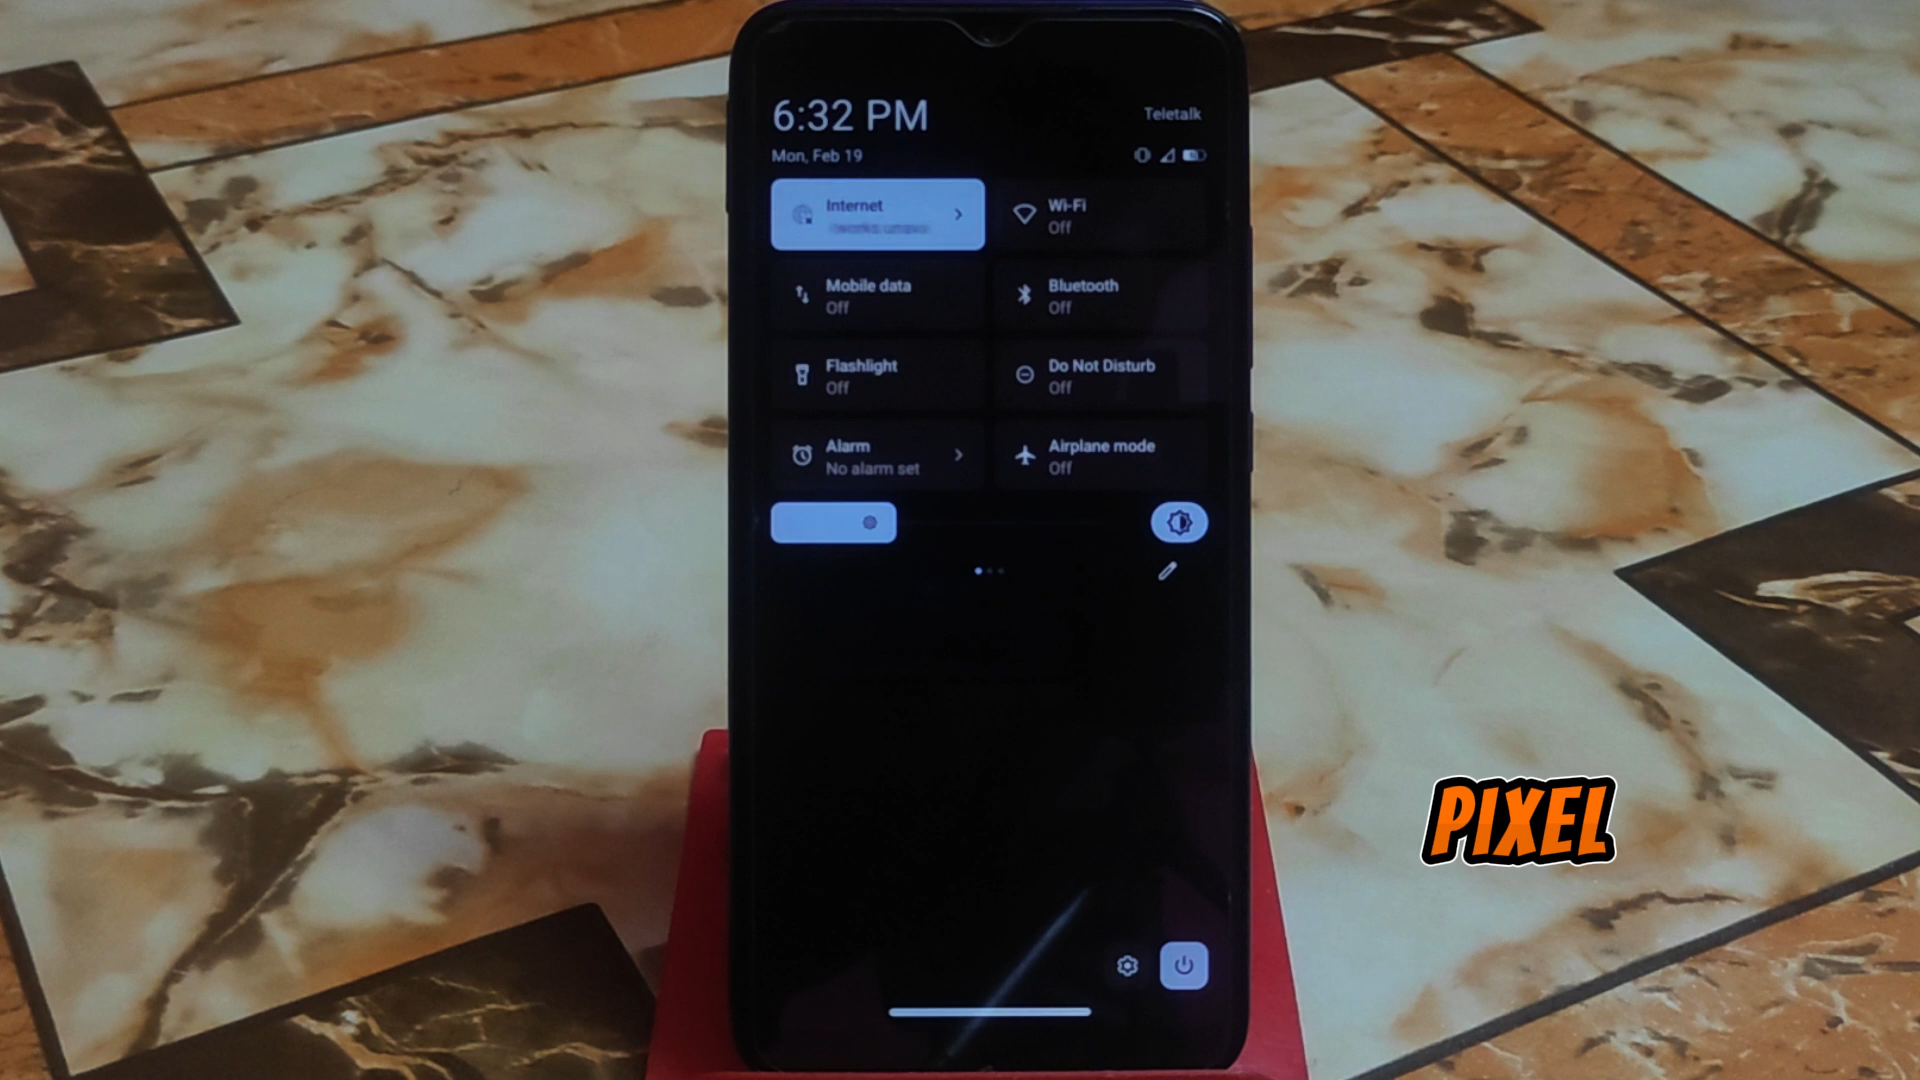 6:32 PM
Teletalk
Mon, Feb 19
Internet
Wi-Fi
Off
Mobile data
Off
Bluetooth
Off
Flashlight
Off
Do Not Disturb
Off
Alarm
No alarm set
Airplane mode
Off
PIXEL